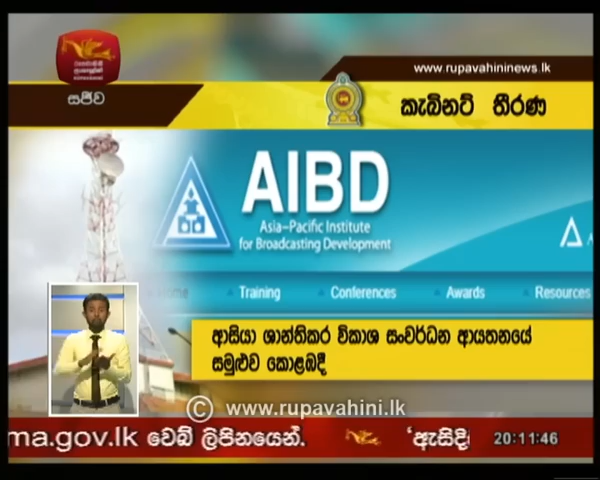 www.rupavahininews.lk
සජීව
කැබිනට් තීරණ
AIBD
Asia-Pacific Institute
for Broadcasting Development
Training Conferences Awards Resources
ආසියා ශාන්තිකර විකාශ සංවර්ධන ආයතනයේ
සමුළුව කොළඹදී
© www.rupavahini.lk
ma.gov.lk වෙබ් ලිපිනයෙන්. 'ඇසිදි 20:11:46